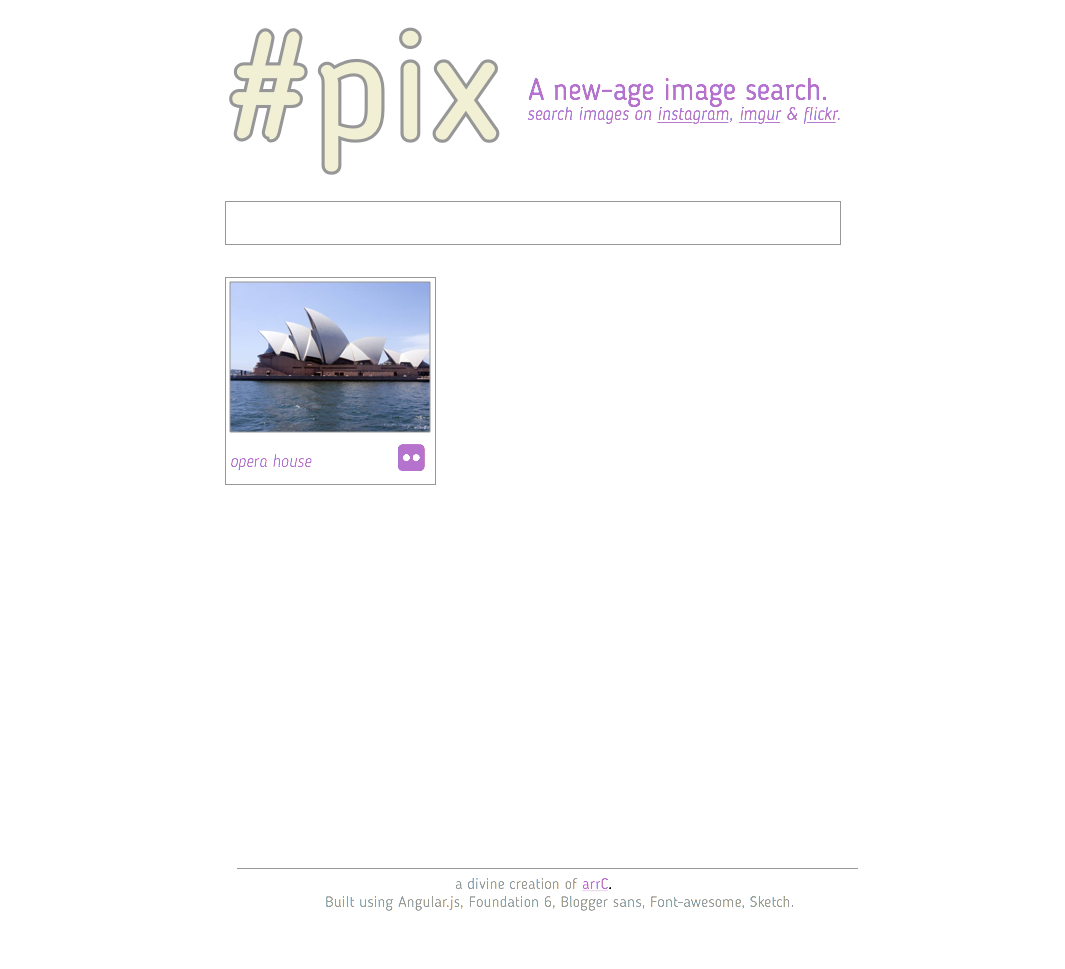 #pix
A new-age image search.
search images on instagram, imgur & flickr.
opera house
a divine creation of arrC.
Built using Angular.js, Foundation 6, Blogger sans, Font-awesome, Sketch.